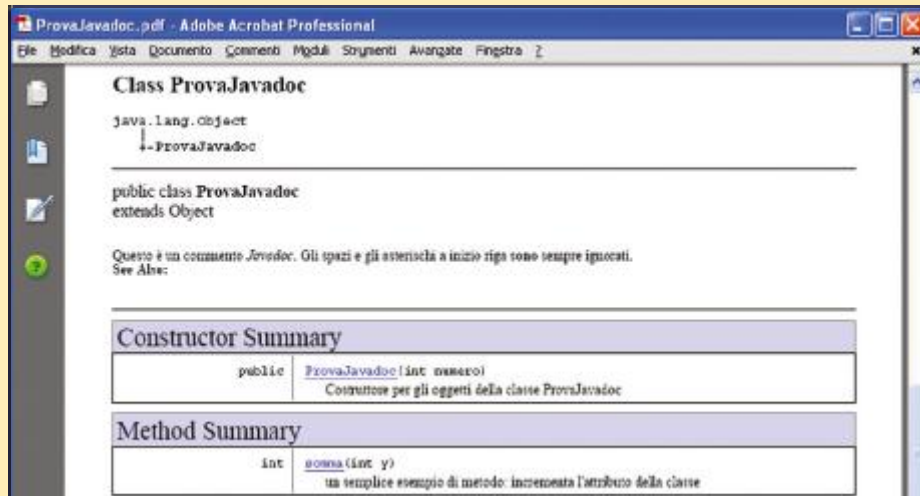 ProvaJavadoc.pdf - Adobe Acrobat Professional
File Modifica Vista Documento Commenti Moduli Strumenti Avanzate Finestra ?
Class ProvaJavadoc
java.lang.Object
+-ProvaJavadoc
public class ProvaJavadoc
extends Object
Questo è un commento Javadoc. Gli spazi e gli asterischi a inizio riga sono sempre ignorati.
See Also:
Constructor Summary
public ProvaJavadoc(int numero)
Costruttore per gli oggetti della classe ProvaJavadoc
Method Summary
int somma(int y)
un semplice esempio di metodo: incrementa l'attributo della classe